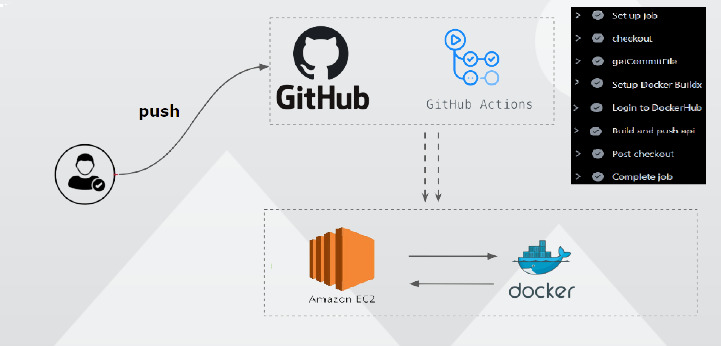 push
GitHub
GitHub Actions
Set up job
checkout
getCommitFile
Setup Docker Buildx
Login to DockerHub
Build and push api
Post checkout
Complete job
Amazon EC2
docker